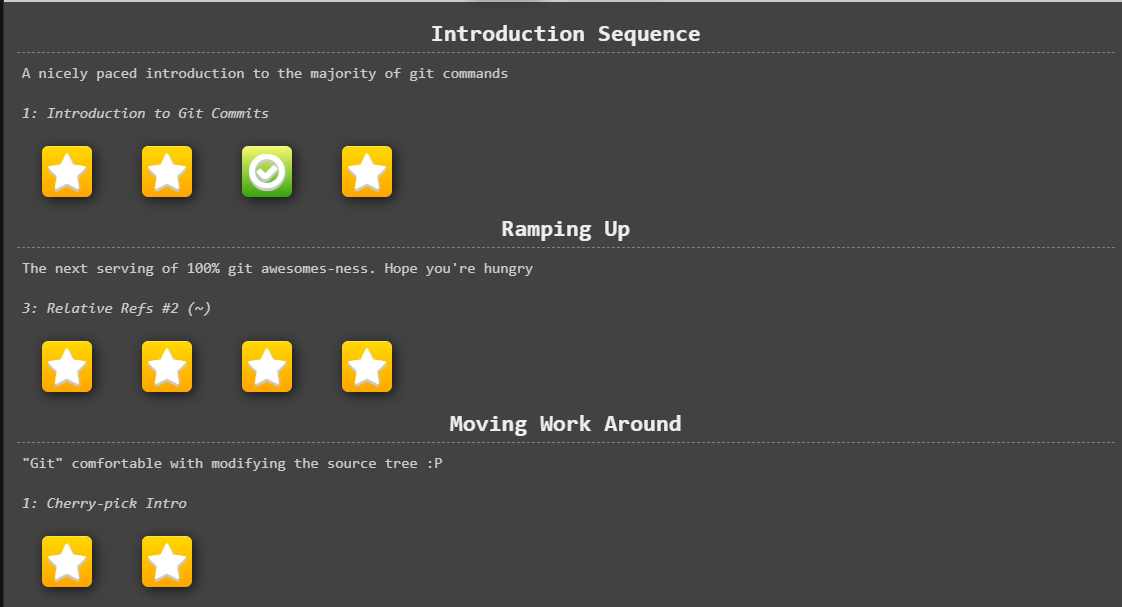 Introduction Sequence
A nicely paced introduction to the majority of git commands
1: Introduction to Git Commits
Ramping Up
The next serving of 100% git awesomes-ness. Hope you're hungry
3: Relative Refs #2 (~)
Moving Work Around
"Git" comfortable with modifying the source tree :P
1: Cherry-pick Intro